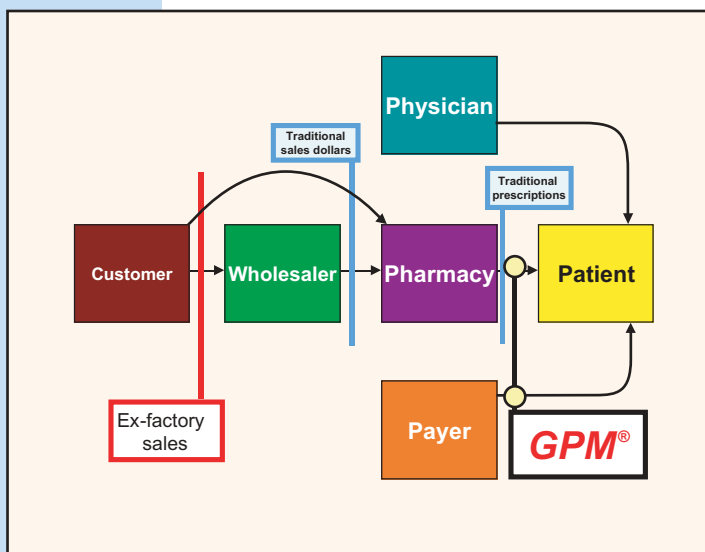 Physician
Traditional
sales dollars
Traditional
prescriptions
Customer
Wholesaler
Pharmacy
Patient
Ex-factory
sales
Payer
GPM®